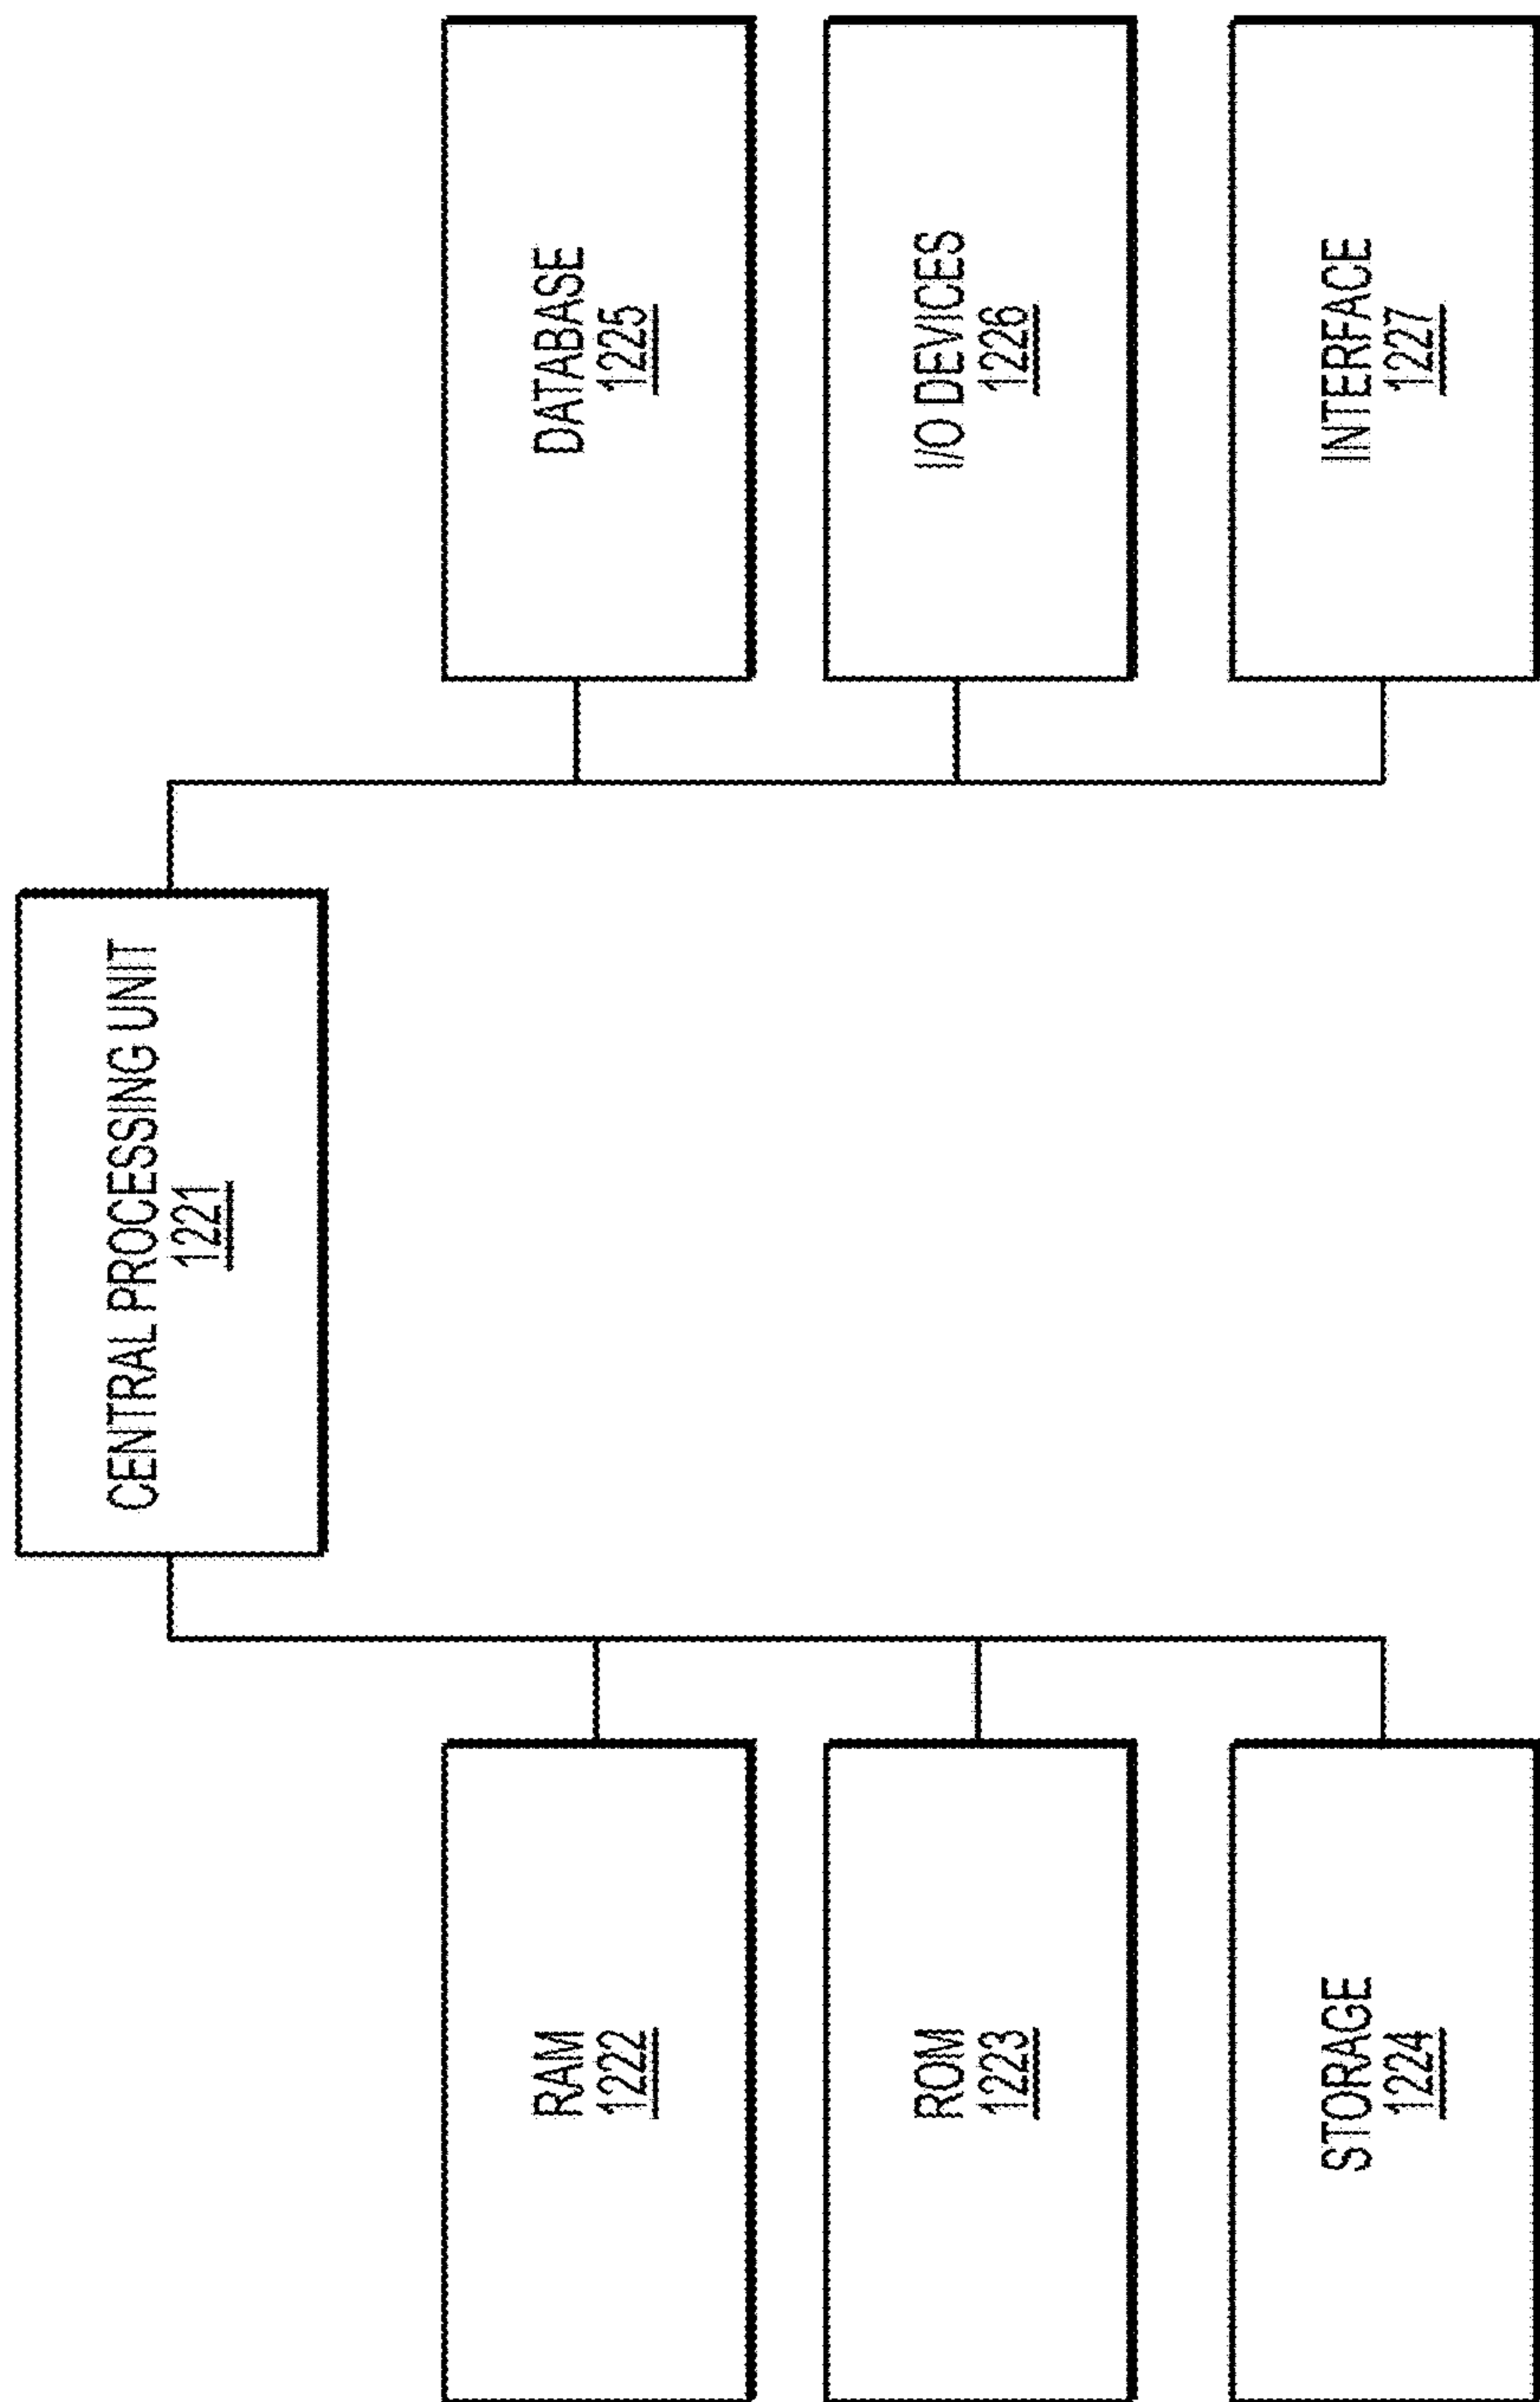 CENTRAL PROCESSING UNIT
1221
RAM
1222
DATABASE
1225
ROM
1223
I/O DEVICES
1226
STORAGE
1224
INTERFACE
1227